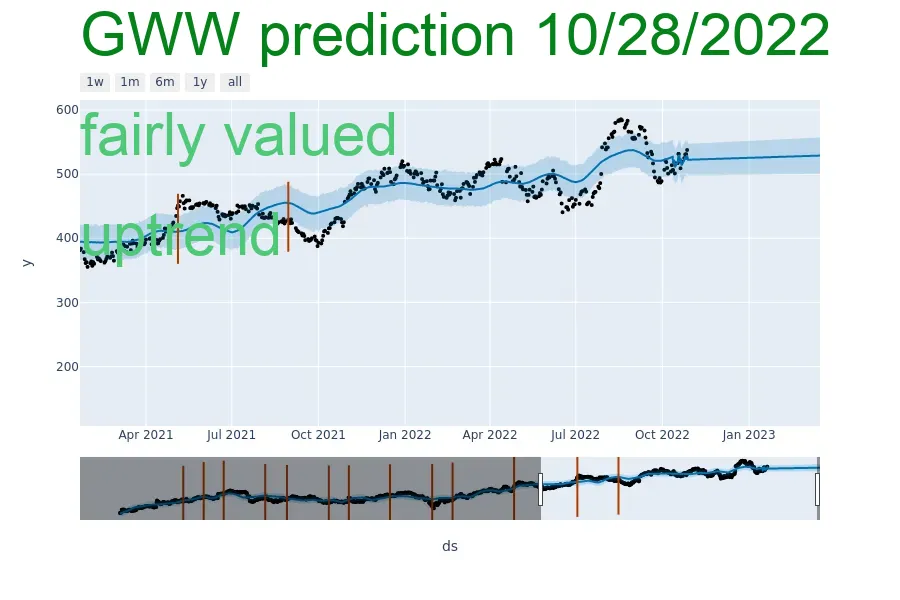 GWW prediction 10/28/2022
1w 1m 6m 1y all
600
fairly valued
500
uptrend
400
y
300
200
Apr 2021 Jul 2021 Oct 2021 Jan 2022 Apr 2022 Jul 2022 Oct 2022 Jan 2023
ds